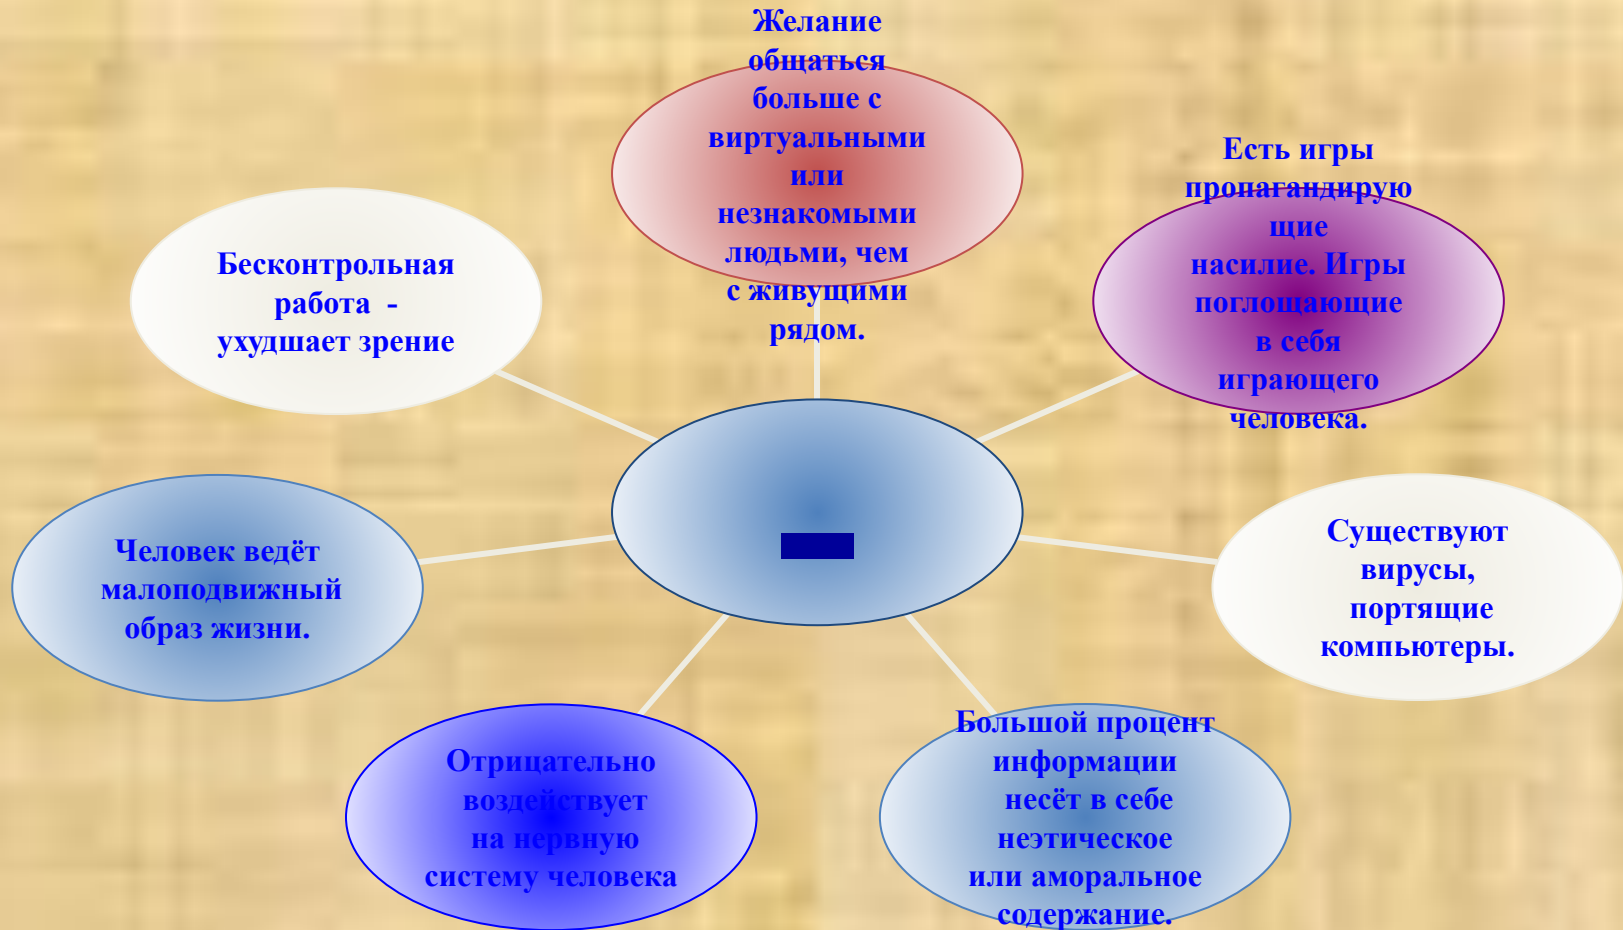 Желание
общаться
больше с
виртуальными
или
незнакомыми
людьми, чем
с живущими
рядом.
Есть игры
пропагандирую
щие
насилие. Игры
поглощающие
в себя
играющего
человека.
Существуют
вирусы,
портящие
компьютеры.
Большой процент
информации
несёт в себе
неэтическое
или аморальное
содержание.
Отрицательно
воздействует
на нервную
систему человека
Человек ведёт
малоподвижный
образ жизни.
Бесконтрольная
работа -
ухудшает зрение
-